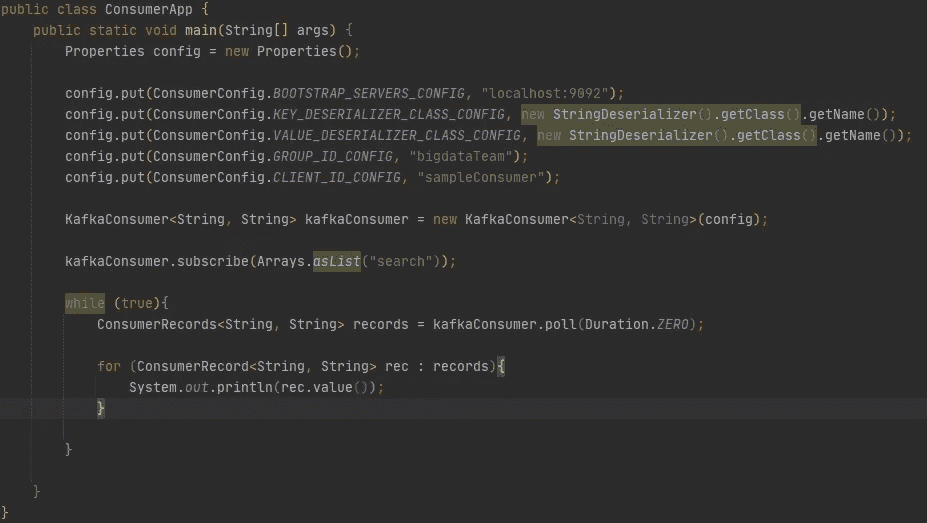 public class ConsumerApp {
    public static void main(String[] args) {
        Properties config = new Properties();

        config.put(ConsumerConfig.BOOTSTRAP_SERVERS_CONFIG, "localhost:9092");
        config.put(ConsumerConfig.KEY_DESERIALIZER_CLASS_CONFIG, new StringDeserializer().getClass().getName());
        config.put(ConsumerConfig.VALUE_DESERIALIZER_CLASS_CONFIG, new StringDeserializer().getClass().getName());
        config.put(ConsumerConfig.GROUP_ID_CONFIG, "bigdataTeam");
        config.put(ConsumerConfig.CLIENT_ID_CONFIG, "sampleConsumer");

        KafkaConsumer<String, String> kafkaConsumer = new KafkaConsumer<String, String>(config);

        kafkaConsumer.subscribe(Arrays.asList("search"));

        while (true){
            ConsumerRecords<String, String> records = kafkaConsumer.poll(Duration.ZERO);

            for (ConsumerRecord<String, String> rec : records){
                System.out.println(rec.value());
            }

        }

    }
}